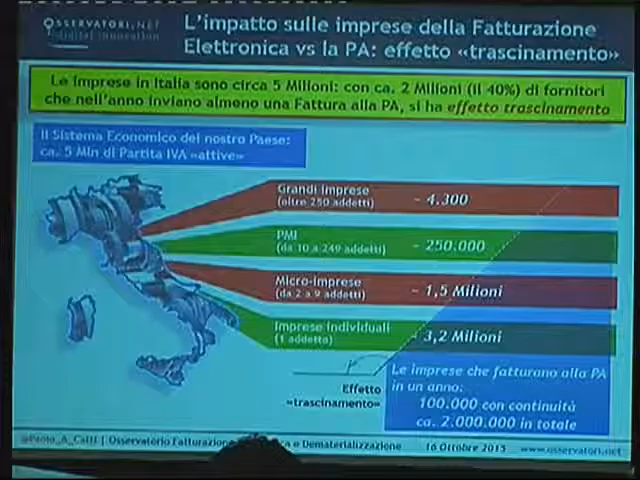 OSSERVATORI.NET
digital innovation
L'impatto sulle imprese della Fatturazione
Elettronica vs la PA: effetto «trascinamento»
Le Imprese in Italia sono circa 5 Milioni: con ca. 2 Milioni (il 40%) di fornitori
che nell'anno inviano almeno una Fattura alla PA, si ha effetto trascinamento
Il Sistema Economico del nostro Paese:
ca. 5 Mln di Partita IVA «attive»
Grandi imprese
(oltre 250 addetti)
~ 4.300
PMI
(da 10 a 249 addetti)
~ 250.000
Micro-imprese
(da 2 a 9 addetti)
~ 1,5 Milioni
Imprese individuali
(1 addetto)
~ 3,2 Milioni
Effetto
«trascinamento»
Le imprese che fatturano alla PA
in un anno:
100.000 con continuità
ca. 2.000.000 in totale
| Osservatorio Fatturazione e Dematerializzazione
16 Ottobre 2015
www.osservatori.net